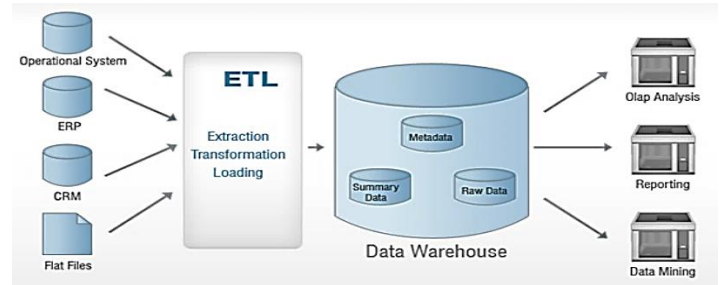 Operational System
ERP
CRM
Flat Files
ETL
Extraction
Transformation
Loading
Metadata
Summary
Data
Raw Data
Data Warehouse
Olap Analysis
Reporting
Data Mining